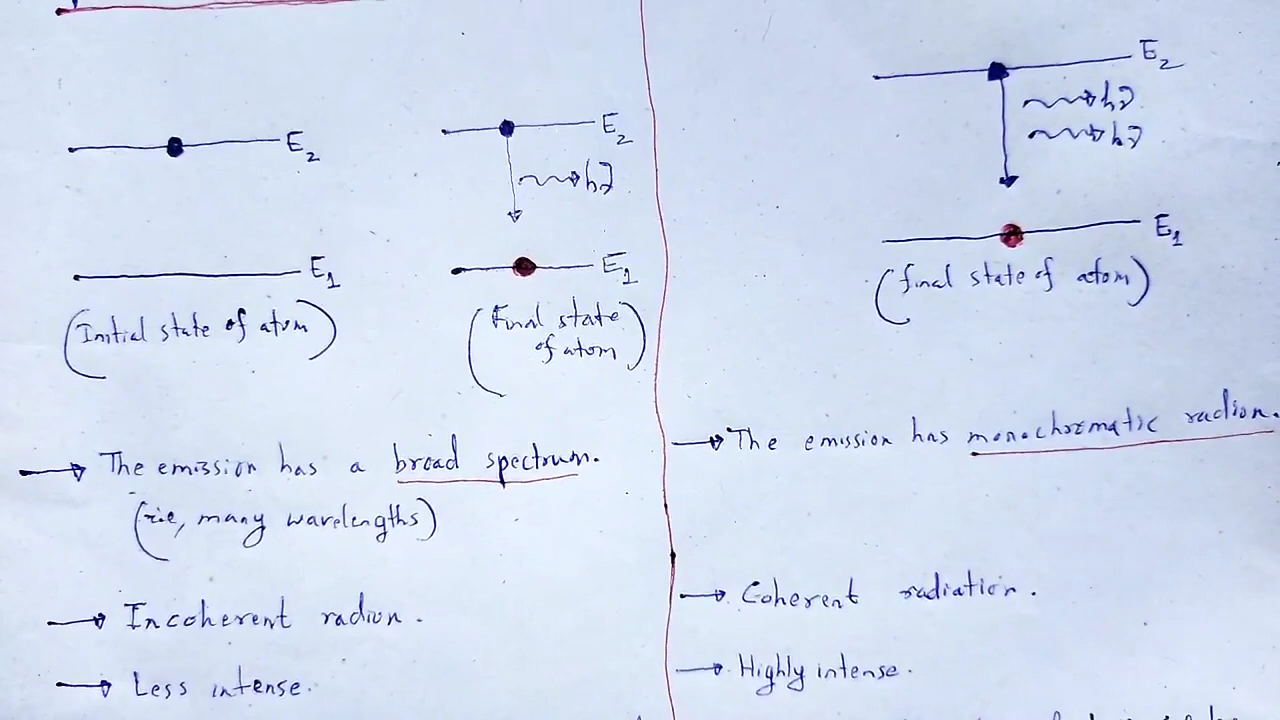 E2
E1
(Initial state of atom)
E2
hν
E1
(Final state
of atom)
→ The emission has a broad spectrum.
(i.e, many wavelengths)
→ Incoherent radion.
→ Less intense.
E2
hν
hν
E1
(final state of atom)
→ The emission has monochromatic radion.
→ Coherent radiation.
→ Highly intense.